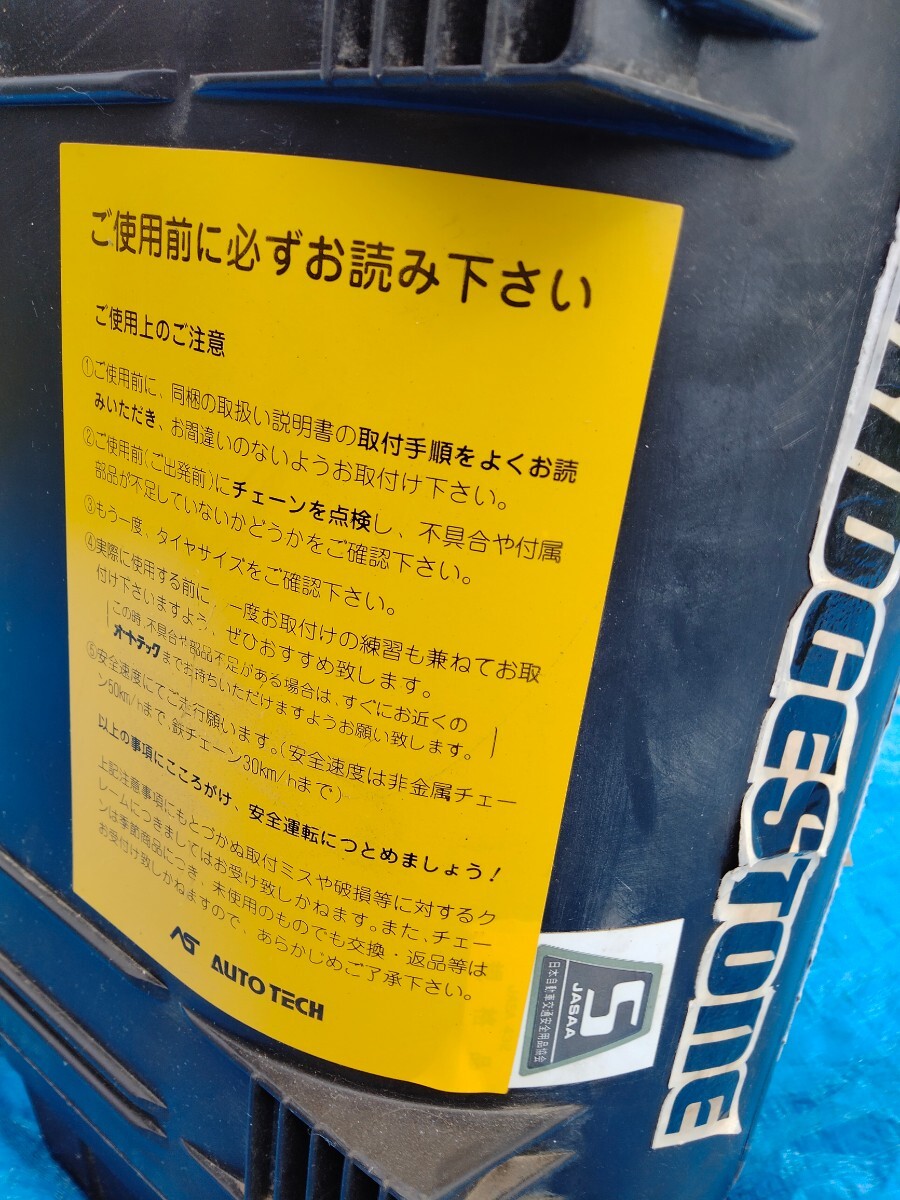 ご使用前に必ずお読み下さい
ご使用上のご注意
①ご使用前に、同梱の取扱い説明書の取付手順をよくお読
みいただき、お間違いのないようお取付け下さい。
②ご使用前(ご出発前)にチェーンを点検し、不具合や付属
部品が不足していないかどうかをご確認下さい。
③もう一度、タイヤサイズをご確認下さい。
④実際に使用する前に、一度お取付けの練習も兼ねてお取
付け下さいますよう、ぜひおすすめ致します。
この時、不具合や部品不足がある場合は、すぐにお近くの
オートテックまでお持ちいただけますようお願い致します。
⑤安全速度にてご走行願います。(安全速度は非金属チェー
ン50km/hまで、鉄チェーン30km/hまで)
以上の事項にこころがけ、安全運転につとめましょう!
上記注意事項にもとづかぬ取付ミスや破損等に対するク
レームにつきましてはお受け致しかねます。また、チェー
ンは季節商品につき、未使用のものでも交換・返品等は
お受付け致しかねますので、あらかじめご了承下さい。
AUTO TECH
S
JASAA
日本自動車交通安全用品協会
GESTONE